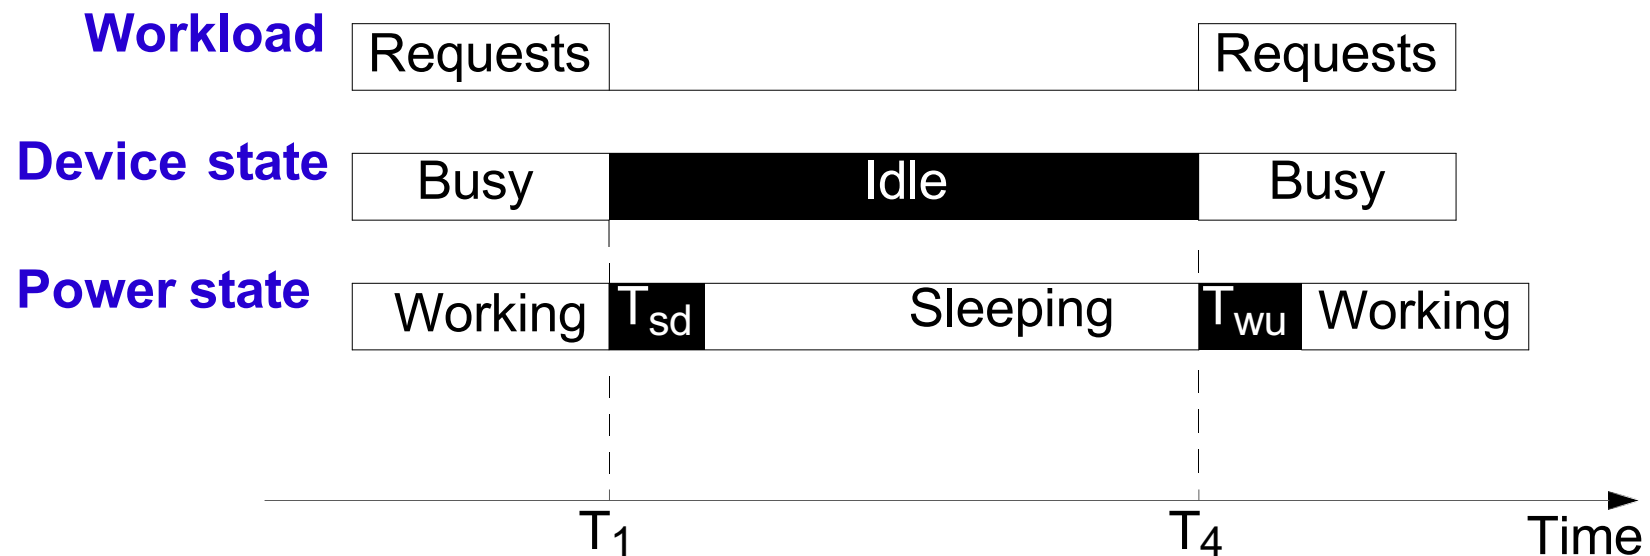 Workload Requests Requests
Device state Busy Idle Busy
Power state Working Tsd Sleeping Twu Working
T1 T4 Time